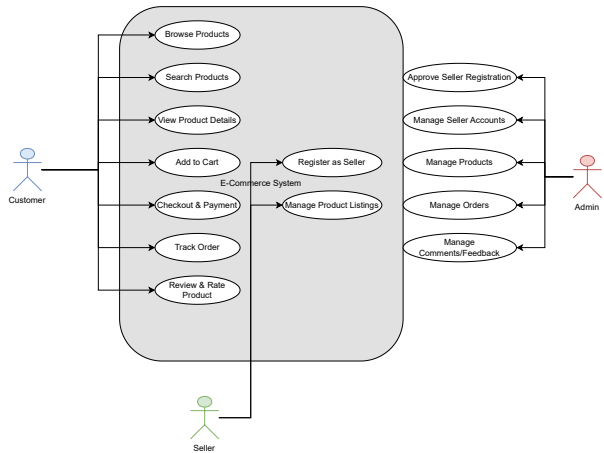 Browse Products
Search Products
Approve Seller Registration
View Product Details
Manage Seller Accounts
Add to Cart
Register as Seller
Manage Products
E-Commerce System
Customer
Checkout & Payment
Manage Product Listings
Manage Orders
Admin
Track Order
Manage
Comments/Feedback
Review & Rate
Product
Seller